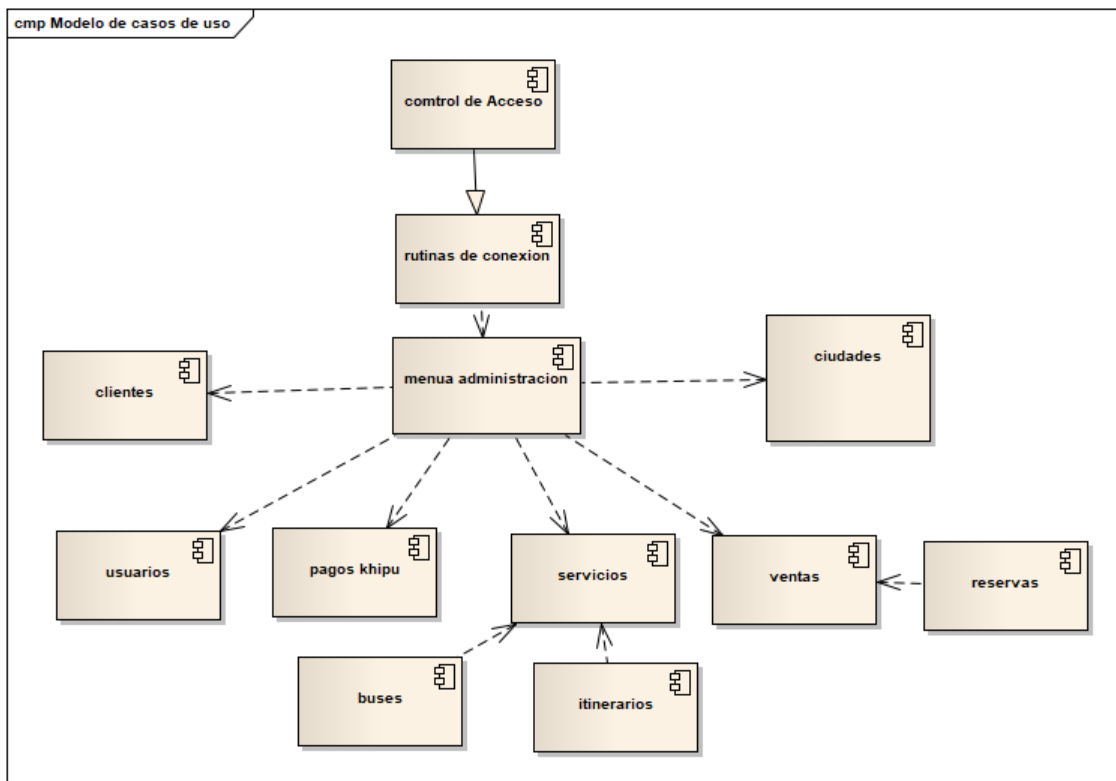 cmp Modelo de casos de uso
comtrol de Acceso
rutinas de conexion
menua administracion
ciudades
clientes
usuarios
pagos khipu
servicios
ventas
reservas
buses
itinerarios